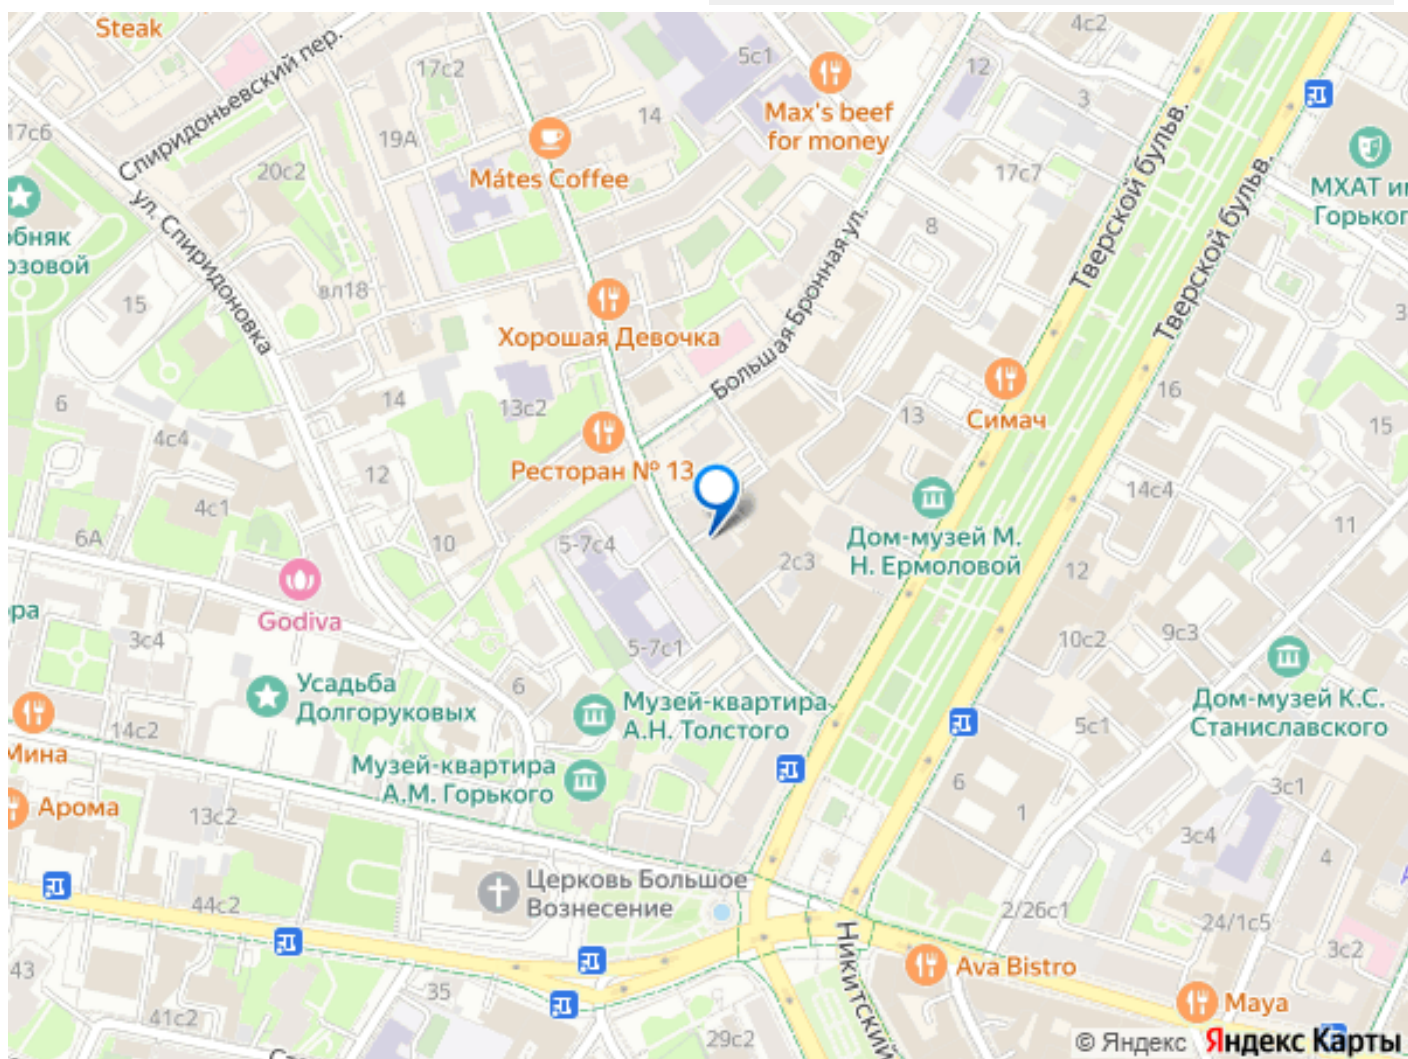 Steak
Спиридоньевский пер.
17с2
5с1
4с2
12
3
Max's beef
for money
14
19А
17с6
20с2
Mátes Coffee
17с7
Тверской бульв.
МХАТ и
Горьког
обняк
озовой
ул. Спиридоновка
8
Тверской бульв.
15
вл18
Хорошая Девочка
Большая Бронная ул.
3
Симач
16
6
14
13с2
13
15
4с4
12
Ресторан № 13
14с4
4с1
11
6А
10
5-7с4
2с3
Дом-музей М.
Н. Ермоловой
12
Godiva
ора
3с4
5-7с1
10с2
9с3
6
Усадьба
Долгоруковых
Музей-квартира
А.Н. Толстого
Дом-музей К.С.
Станиславского
14с2
5с1
Мина
Музей-квартира
А.М. Горького
6
3с1
Арома
13с2
1
3с4
4
Церковь Большое
Вознесение
44с2
2/26с1
24/1с5
3с2
Никитский
43
Ava Bistro
35
Maya
41с2
29с2
© Яндекс Яндекс Карты